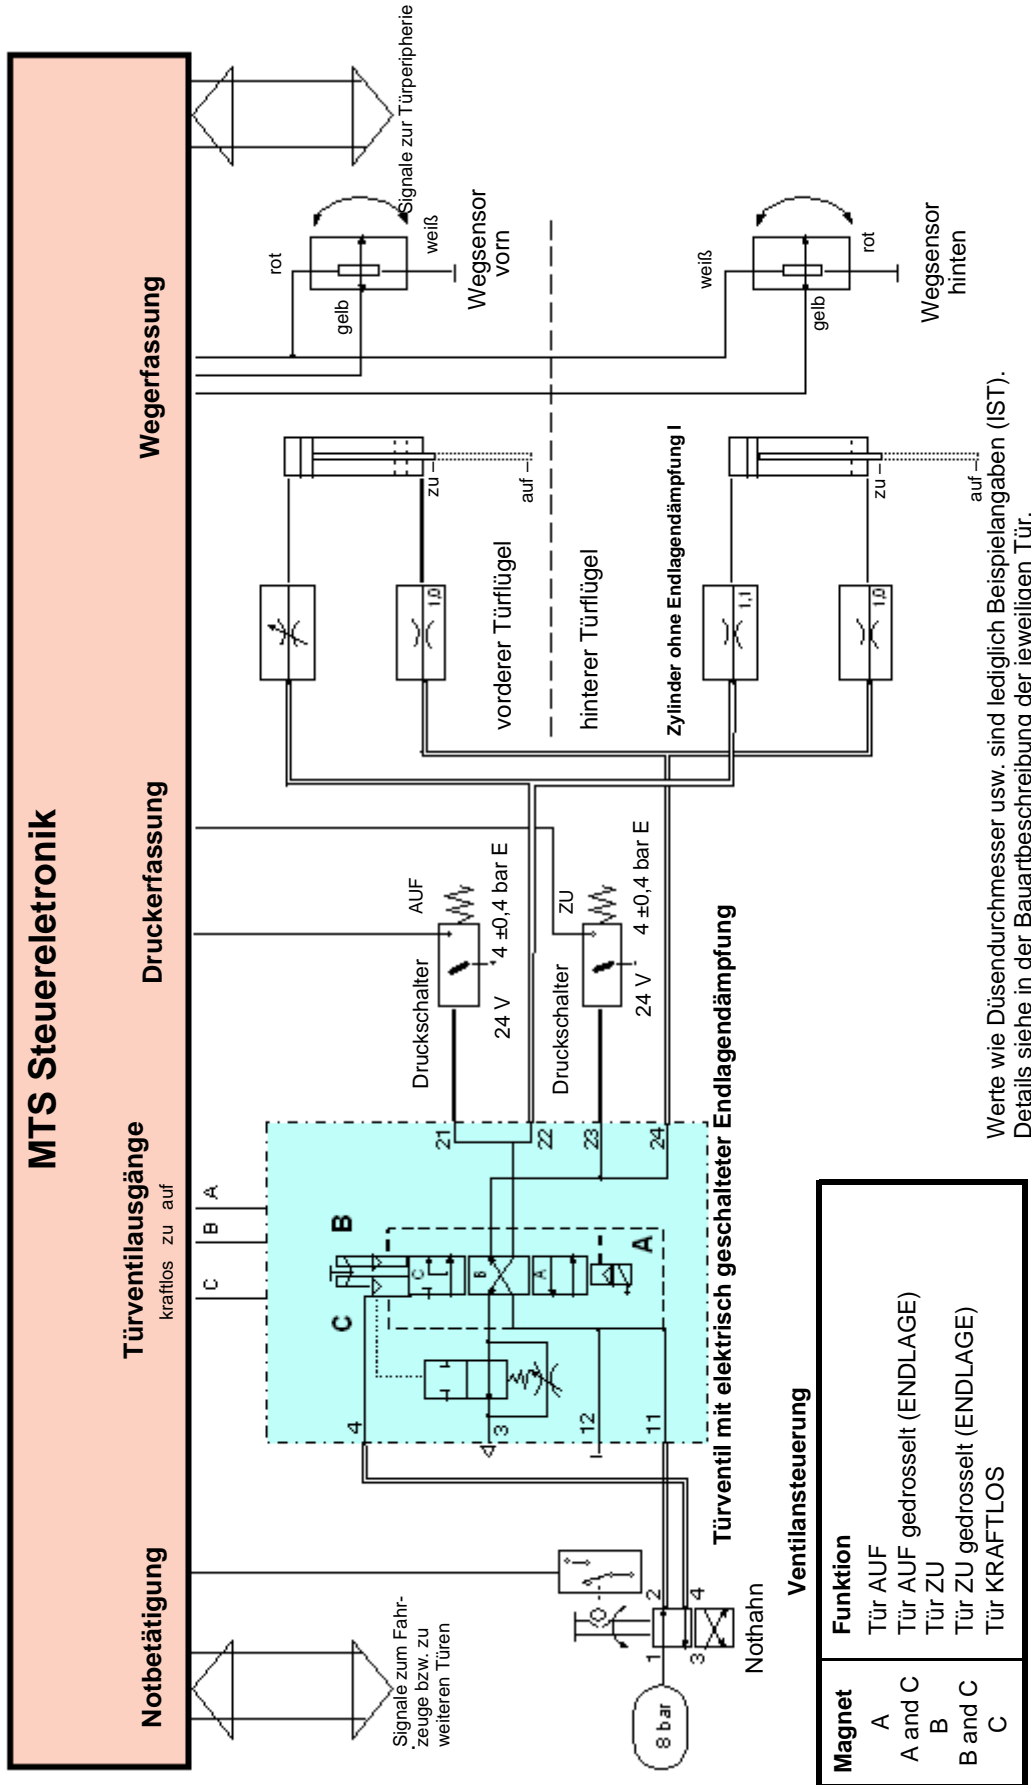 MTS Steuereletronik
Notbetätigung
Türventilausgänge
kraftlos zu auf
Druckerfassung
Wegerfassung
C B A
Signale zum Fahr-
zeuge bzw. zu
weiteren Türen
Signale zur Türperipherie
8 bar
1 2
3 4
Nothahn
4
3
12
11
C
B
A
C
B
A
21
22
23
24
Türventil mit elektrisch geschalteter Endlagendämpfung
Druckschalter
AUF
24 V
4 ±0,4 bar E
Druckschalter
ZU
24 V
4 ±0,4 bar E
1,0
zu
auf
vorderer Türflügel
hinterer Türflügel
Zylinder ohne Endlagendämpfung I
1,1
1,0
zu
auf
rot
gelb
weiß
Wegsensor
vorn
weiß
gelb
rot
Wegsensor
hinten
Ventilansteuerung
Magnet Funktion
A Tür AUF
A and C Tür AUF gedrosselt (ENDLAGE)
B Tür ZU
B and C Tür ZU gedrosselt (ENDLAGE)
C Tür KRAFTLOS
Werte wie Düsendurchmesser usw. sind lediglich Beispielangaben (IST).
Details siehe in der Bauartbeschreibung der jeweiligen Tür.